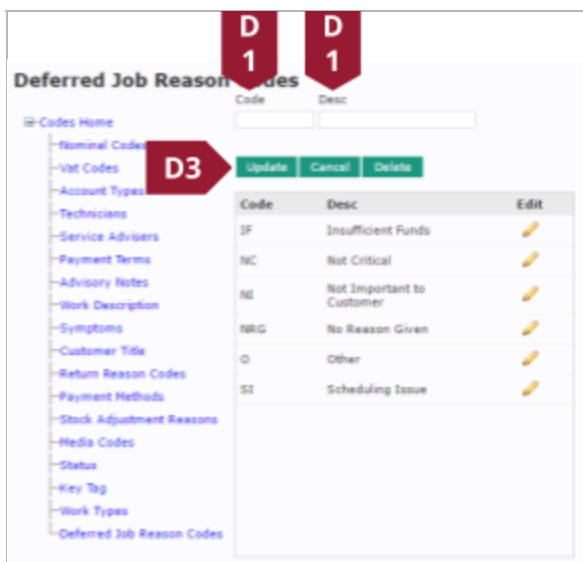 D D
1 1
Deferred Job Reason Codes
Code Desc
Codes Home
Nominal Codes
Vat Codes
D3
Update Cancel Delete
Account Types
Technicians
Service Advisers
Payment Terms
Advisory Notes
Work Description
Symptoms
Customer Title
Return Reason Codes
Payment Methods
Stock Adjustment Reasons
Media Codes
Status
Key Tag
Work Types
Deferred Job Reason Codes
Code Desc Edit
IF Insufficient Funds
NC Not Critical
NI Not Important to
Customer
NRG No Reason Given
O Other
SI Scheduling Issue